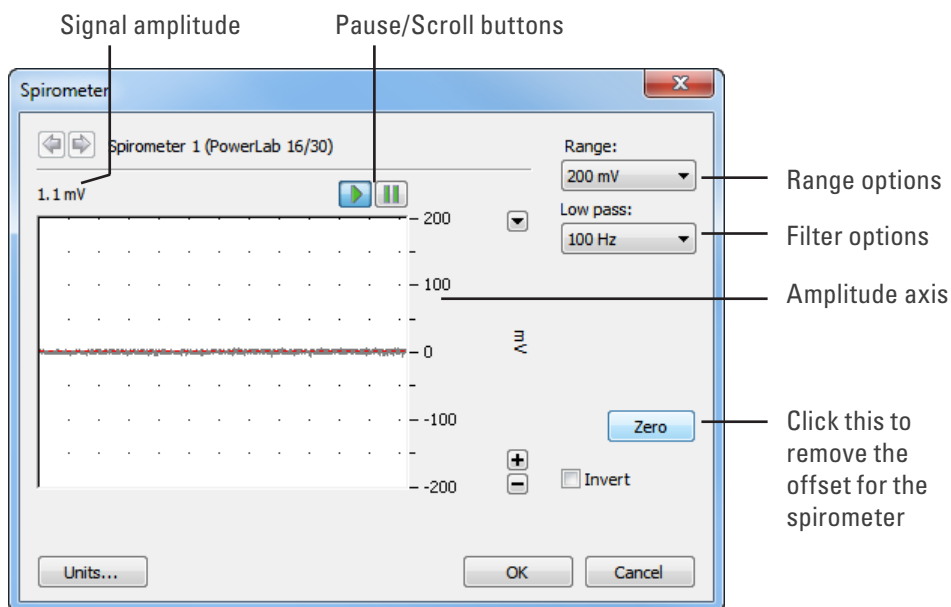 Signal amplitude
Pause/Scroll buttons
Spirometer
Spirometer 1 (PowerLab 16/30)
Range:
200 mV
1.1 mV
Low pass:
100 Hz
200
100
0
-100
-200
mV
Zero
Invert
Units...
OK
Cancel
Range options
Filter options
Amplitude axis
Click this to
remove the
offset for the
spirometer